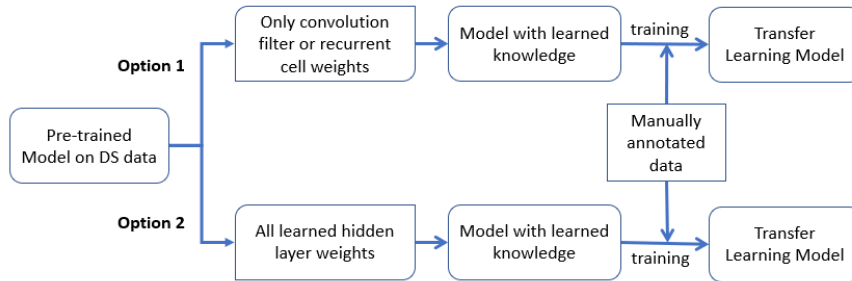 Only convolution
filter or recurrent
cell weights
Model with learned
knowledge
training
Transfer
Learning Model
Option 1
Pre-trained
Model on DS data
Manually
annotated
data
Option 2
All learned hidden
layer weights
Model with learned
knowledge
training
Transfer
Learning Model